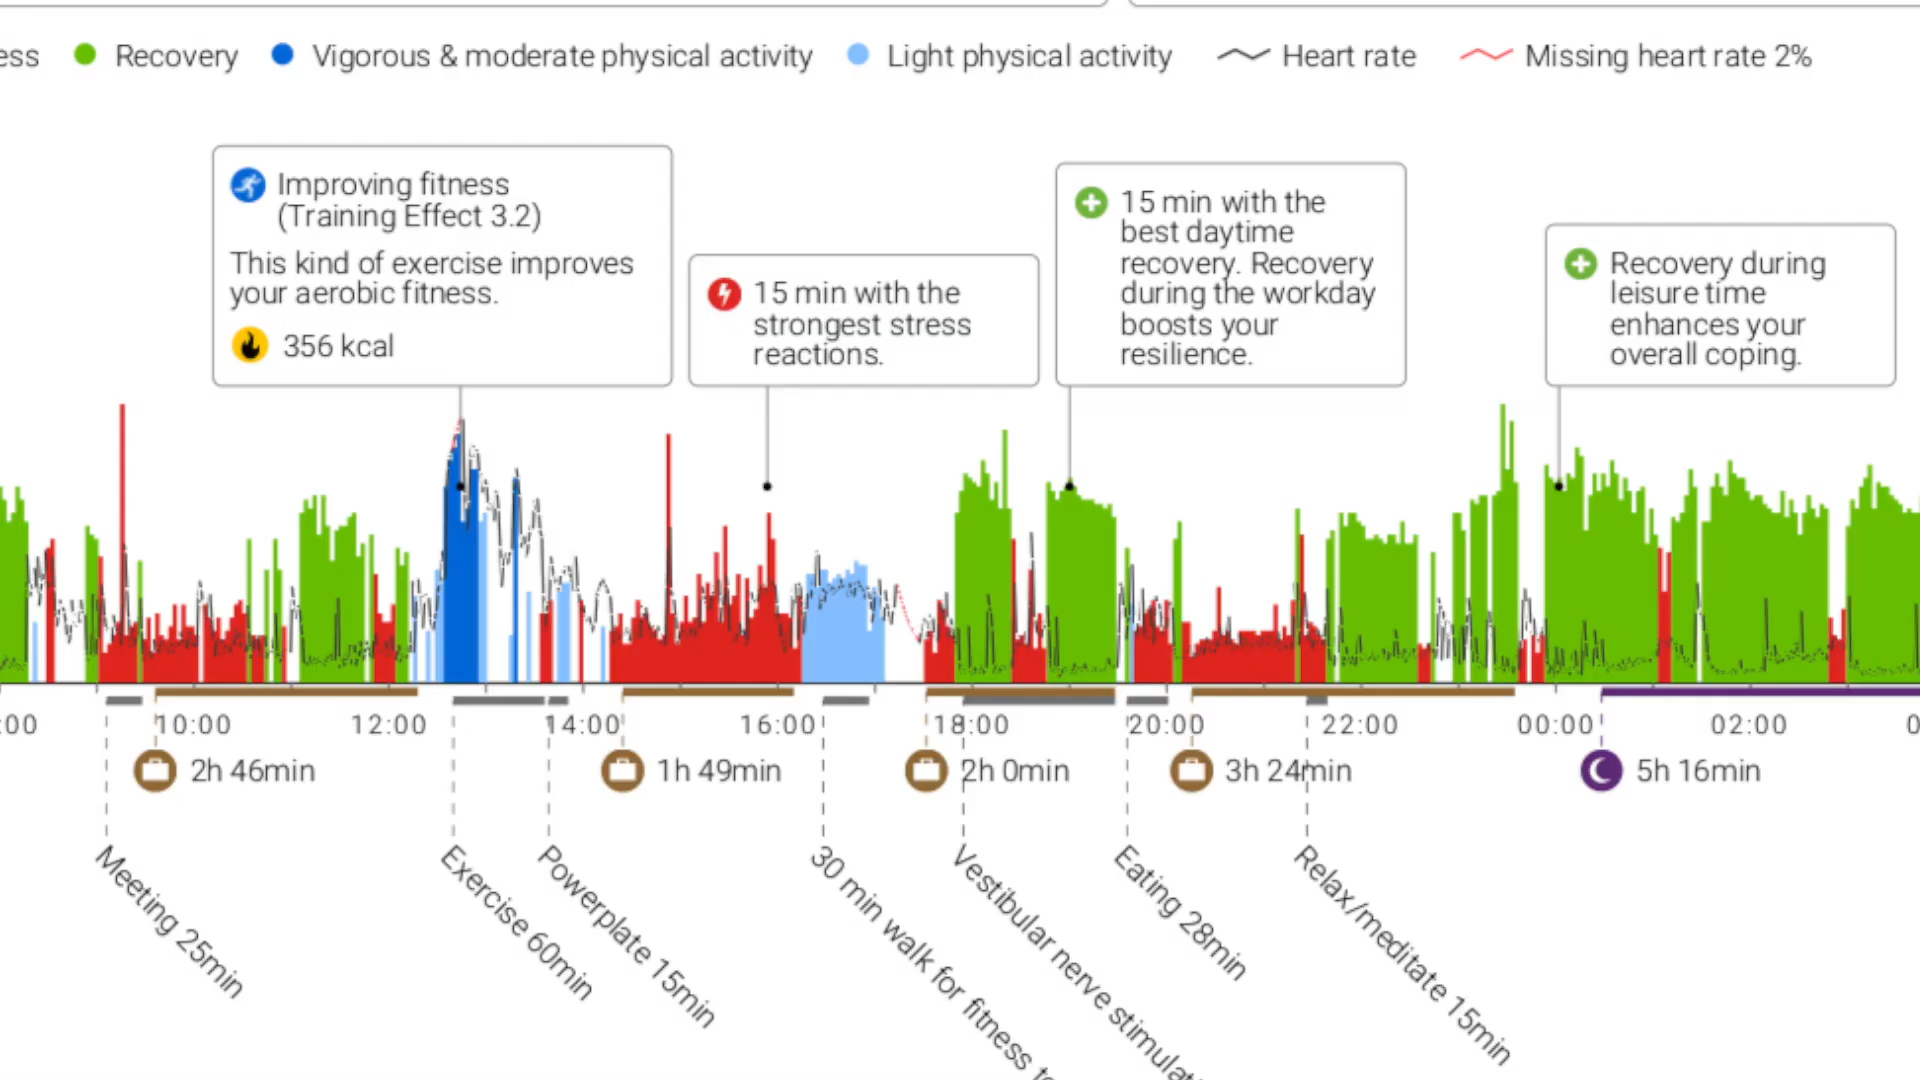 Recovery
Vigorous & moderate physical activity
Light physical activity
Heart rate
Missing heart rate 2%
Improving fitness
(Training Effect 3.2)
This kind of exercise improves
your aerobic fitness.
356 kcal
15 min with the
strongest stress
reactions.
15 min with the
best daytime
recovery. Recovery
during the workday
boosts your
resilience.
Recovery during
leisure time
enhances your
overall coping.
10:00
12:00
14:00
16:00
18:00
20:00
22:00
00:00
02:00
2h 46min
1h 49min
2h 0min
3h 24min
5h 16min
Meeting 25min
Exercise 60min
Powerplate 15min
30 min walk for fitness
Vestibular nerve
Eating 28min
Relax/meditate 15min